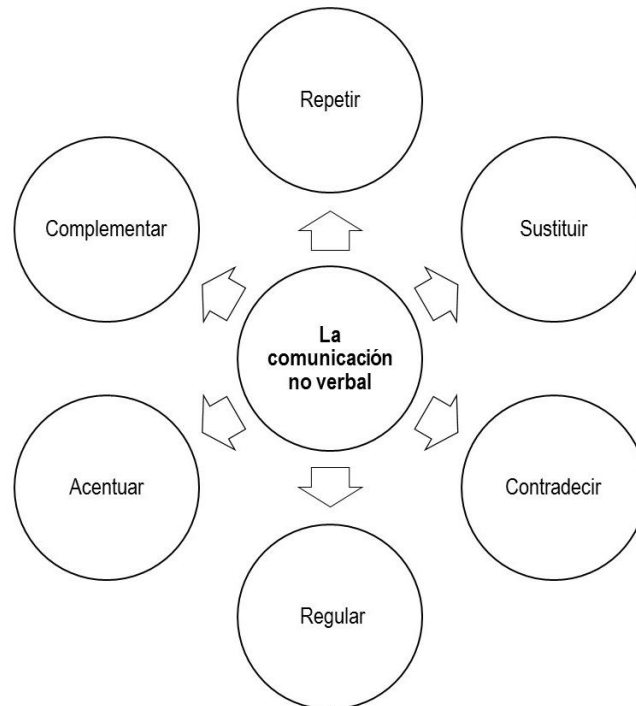 Repetir
Complementar
Sustituir
La
comunicación
no verbal
Acentuar
Contradecir
Regular